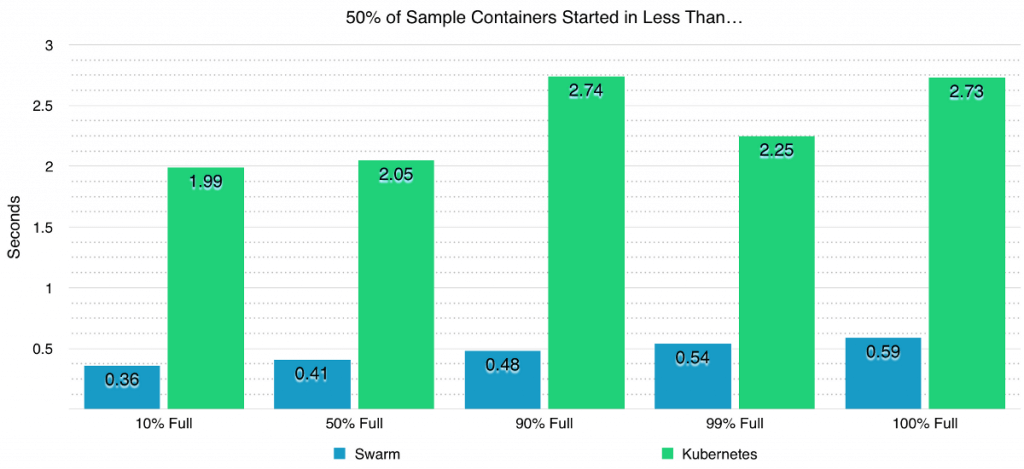 50% of Sample Containers Started in Less Than…
3
2.5
2
1.5
1
0.5
Seconds
0.36
1.99
0.41
2.05
0.48
2.74
0.54
2.25
0.59
2.73
10% Full
50% Full
90% Full
99% Full
100% Full
Swarm
Kubernetes